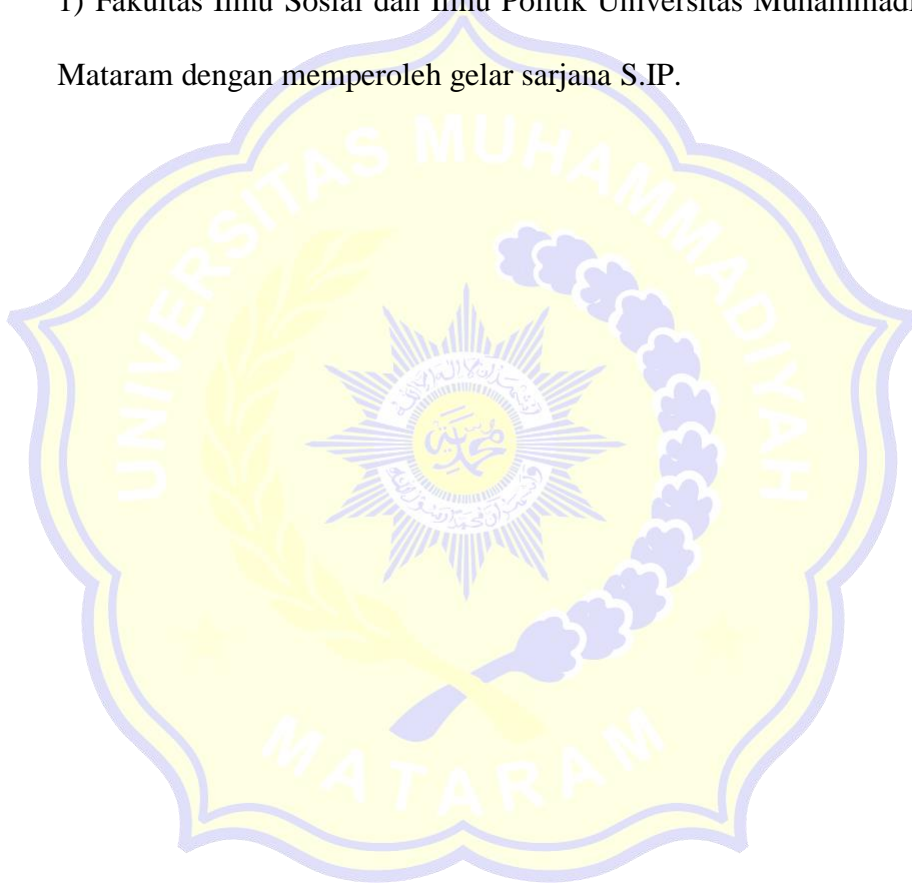 1) Fakultas Ilmu Sosial dan Ilmu Politik Universitas Muhammadi
Mataram dengan memperoleh gelar sarjana S.IP.
UNIVERSITAS MUHAMMADIYAH
MATARAM